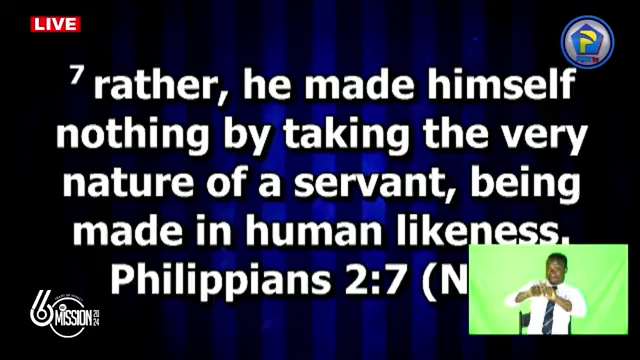 LIVE
7 rather, he made himself
nothing by taking the very
nature of a servant, being
made in human likeness.
Philippians 2:7 (N
MISSION
2024